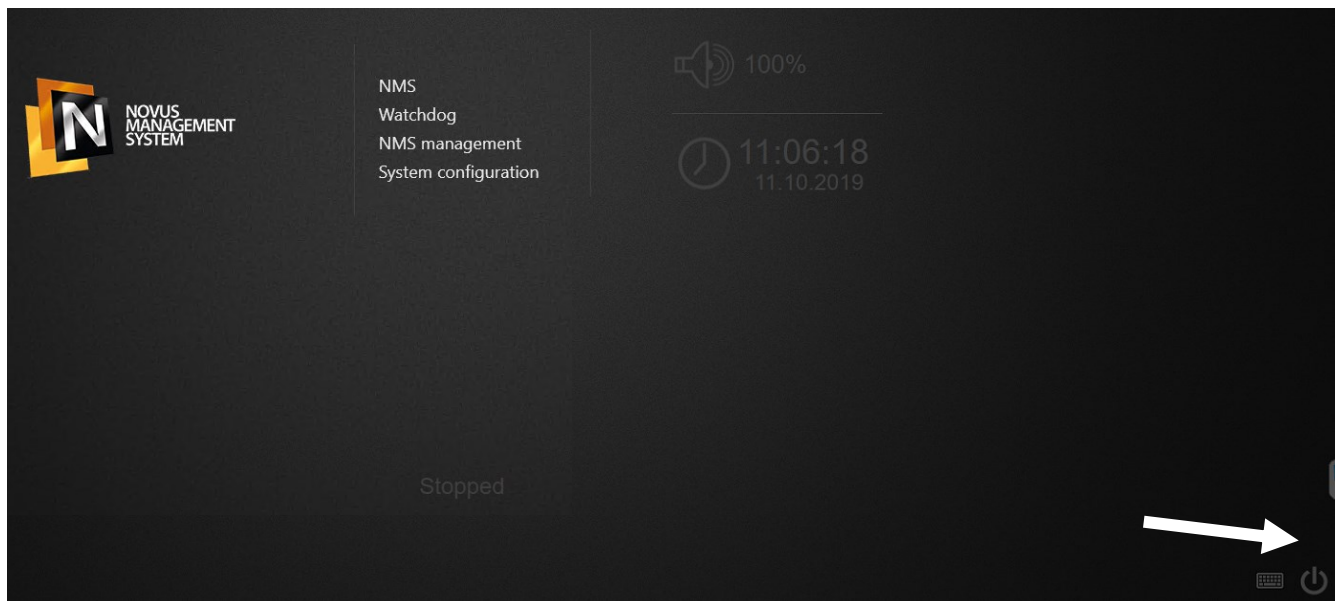 NOVUS
MANAGEMENT
SYSTEM
NMS
Watchdog
NMS management
System configuration
100%
11:06:18
11.10.2019
Stopped